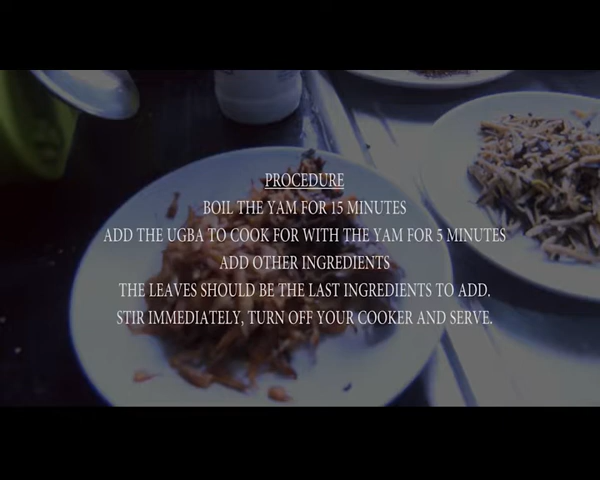 PROCEDURE
BOIL THE YAM FOR 15 MINUTES
ADD THE UGBA TO COOK FOR WITH THE YAM FOR 5 MINUTES
ADD OTHER INGREDIENTS
THE LEAVES SHOULD BE THE LAST INGREDIENTS TO ADD.
STIR IMMEDIATELY, TURN OFF YOUR COOKER AND SERVE.